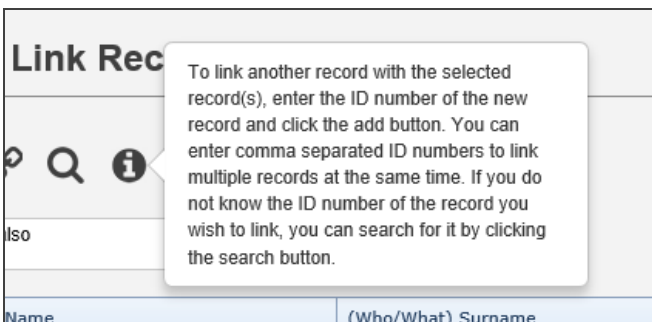 Link Rec
To link another record with the selected
record(s), enter the ID number of the new
record and click the add button. You can
enter comma separated ID numbers to link
multiple records at the same time. If you do
not know the ID number of the record you
wish to link, you can search for it by clicking
the search button.
lso
Name
(Who/What) Surname